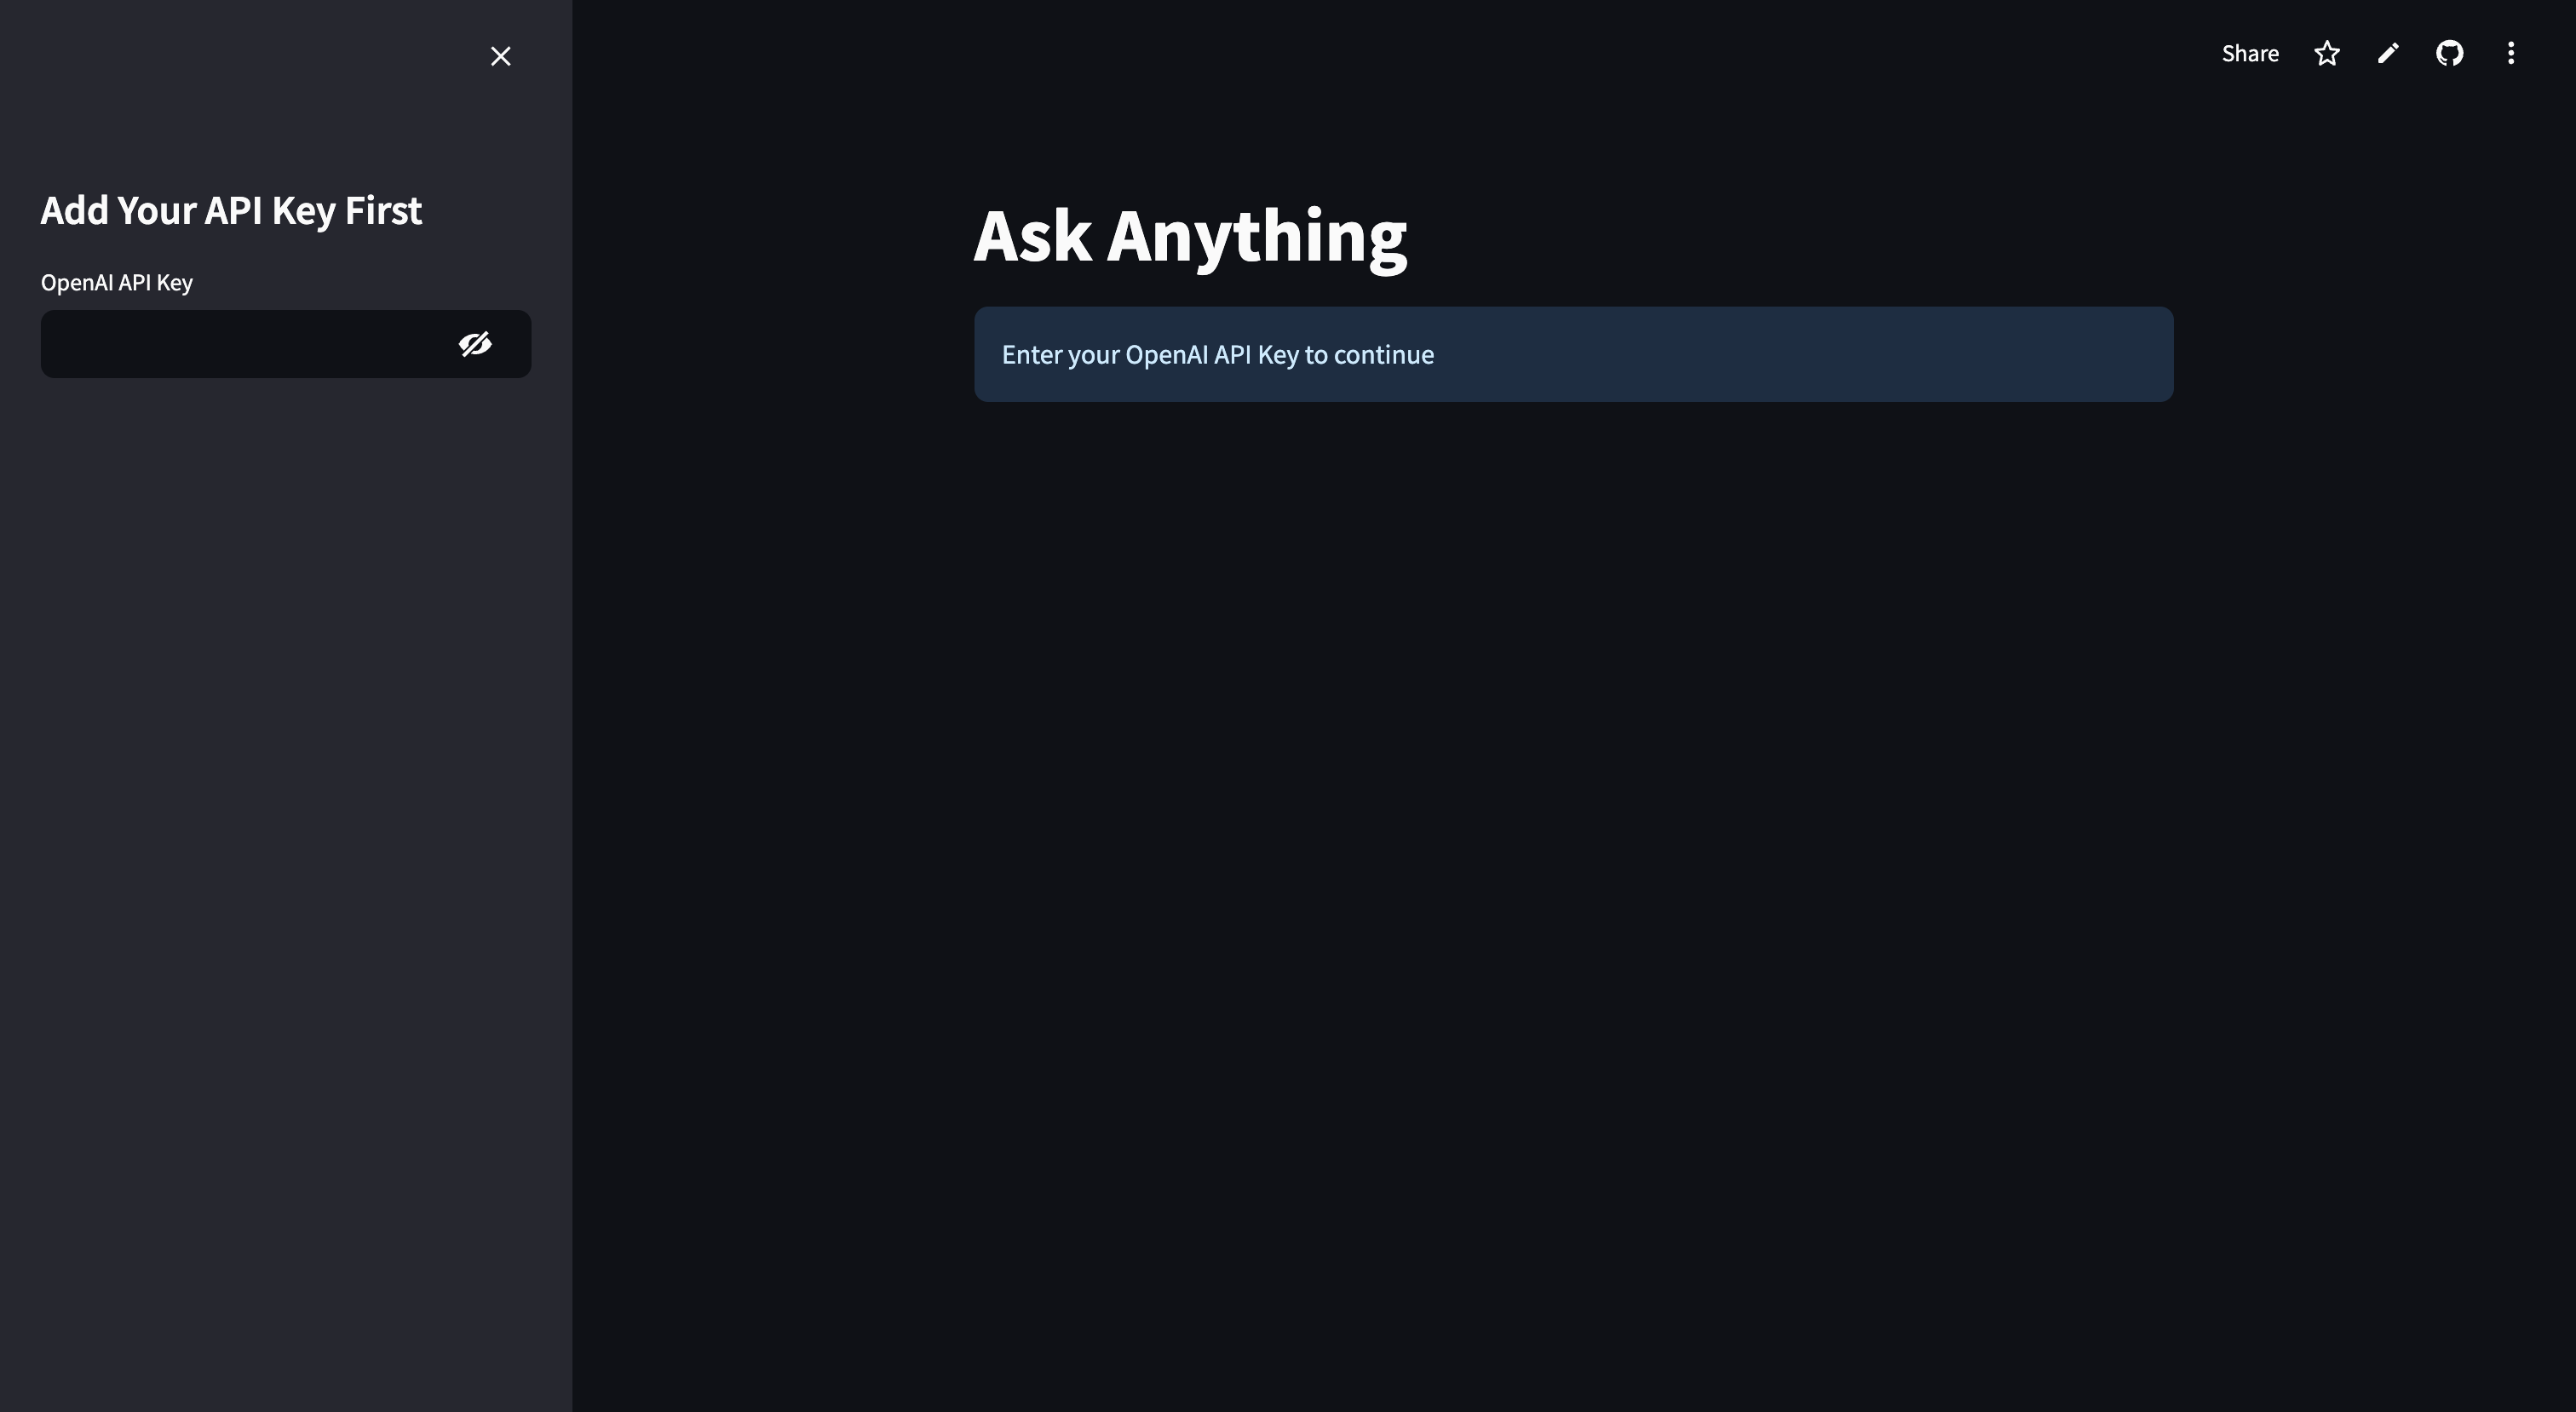 Share
Add Your API Key First
OpenAI API Key
Ask Anything
Enter your OpenAI API Key to continue